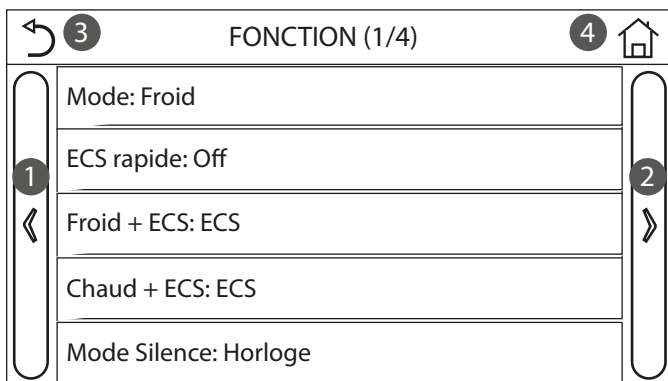 3 FONCTION (1/4) 4
Mode: Froid
ECS rapide: Off
1 2
Froid + ECS: ECS
Chaud + ECS: ECS
Mode Silence: Horloge